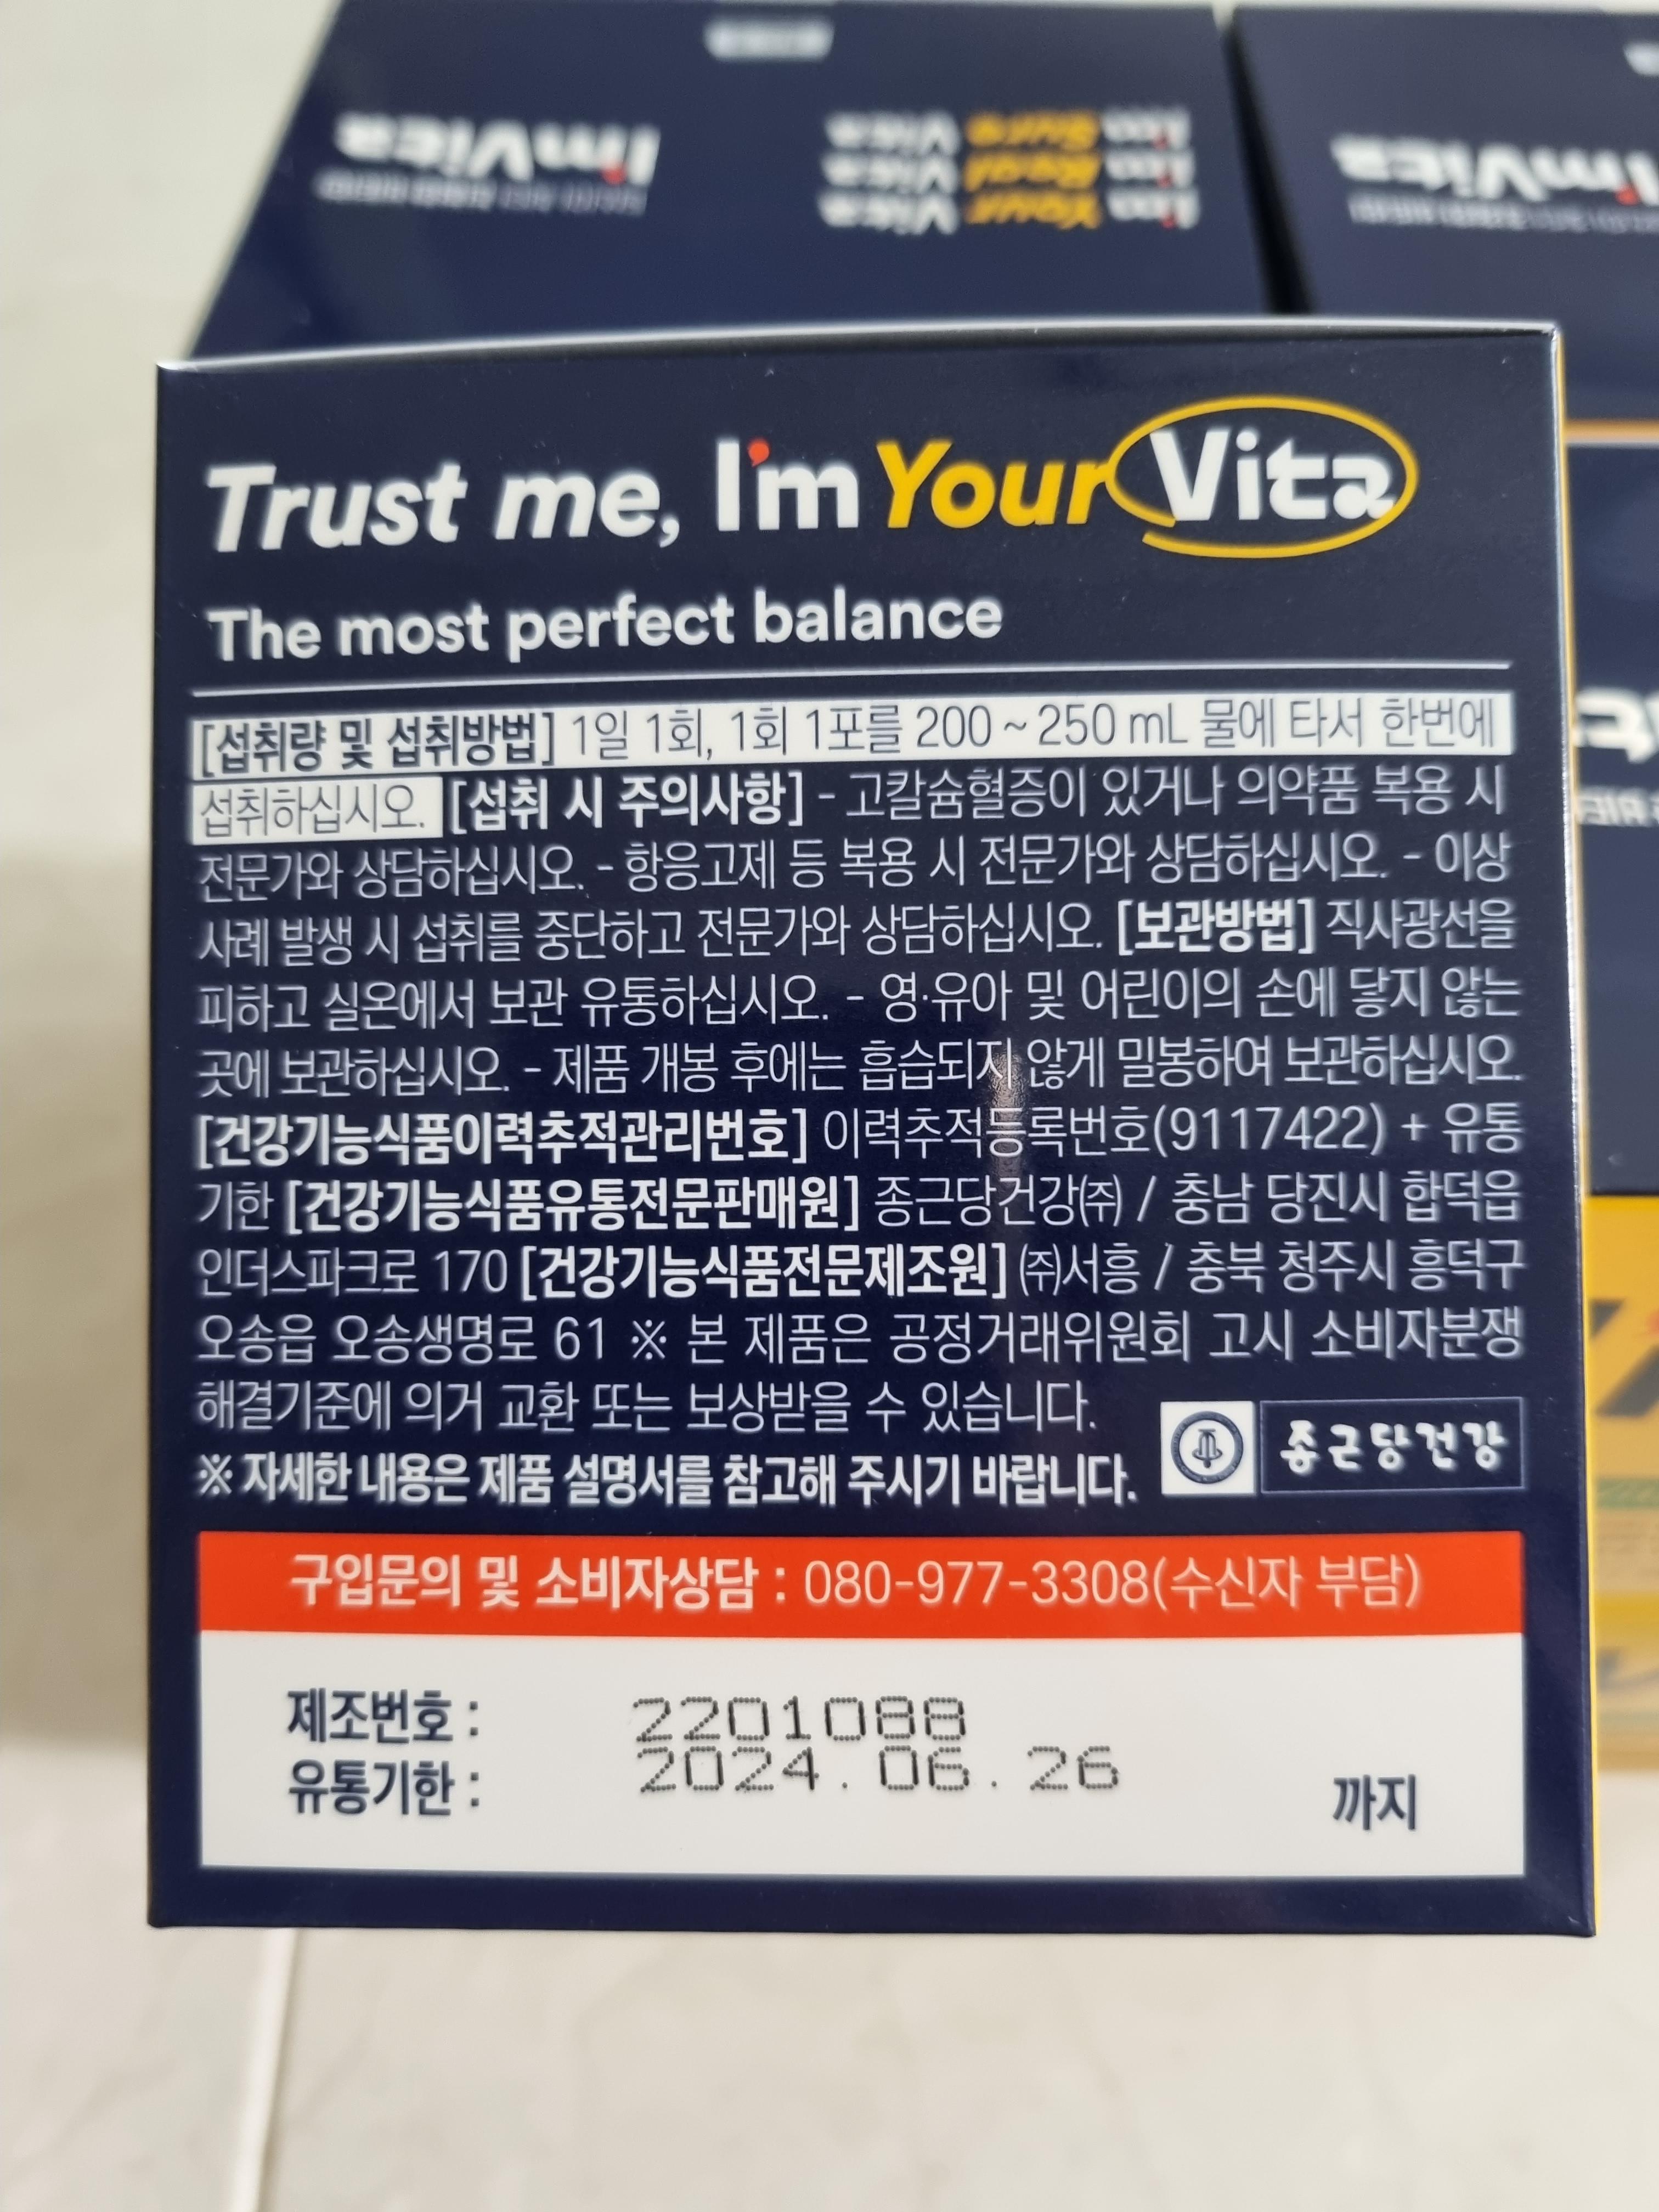 I'mVita
I'm Sure Vita
I'm Real Vita
I'm Your Vita
I'mVita
Trust me, I'm Your Vita
The most perfect balance
[섭취량 및 섭취방법] 1일 1회, 1회 1포를 200 ~ 250 mL 물에 타서 한번에
섭취하십시오. [섭취 시 주의사항] - 고칼슘혈증이 있거나 의약품 복용 시
전문가와 상담하십시오. - 항응고제 등 복용 시 전문가와 상담하십시오. - 이상
사례 발생 시 섭취를 중단하고 전문가와 상담하십시오. [보관방법] 직사광선을
피하고 실온에서 보관 유통하십시오. - 영·유아 및 어린이의 손에 닿지 않는
곳에 보관하십시오. - 제품 개봉 후에는 흡습되지 않게 밀봉하여 보관하십시오.
[건강기능식품이력추적관리번호] 이력추적등록번호(9117422) + 유통
기한 [건강기능식품유통전문판매원] 종근당건강㈜ / 충남 당진시 합덕읍
인더스파크로 170 [건강기능식품전문제조원] ㈜서흥 / 충북 청주시 흥덕구
오송읍 오송생명로 61 ※ 본 제품은 공정거래위원회 고시 소비자분쟁
해결기준에 의거 교환 또는 보상받을 수 있습니다.
종근당건강
※ 자세한 내용은 제품 설명서를 참고해 주시기 바랍니다.
구입문의 및 소비자상담 : 080-977-3308(수신자 부담)
제조번호 : 2201088
유통기한 : 2024. 06. 26 까지